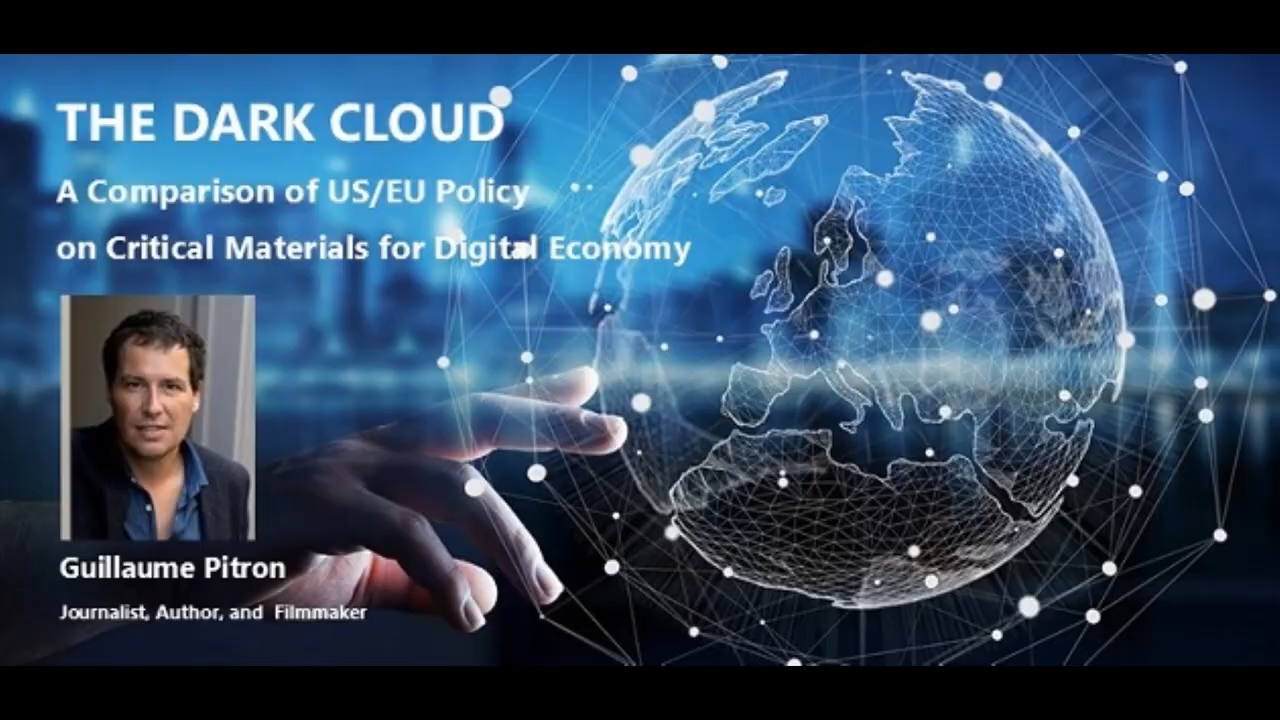 THE DARK CLOUD
A Comparison of US/EU Policy
on Critical Materials for Digital Economy
Guillaume Pitron
Journalist, Author, and  Filmmaker